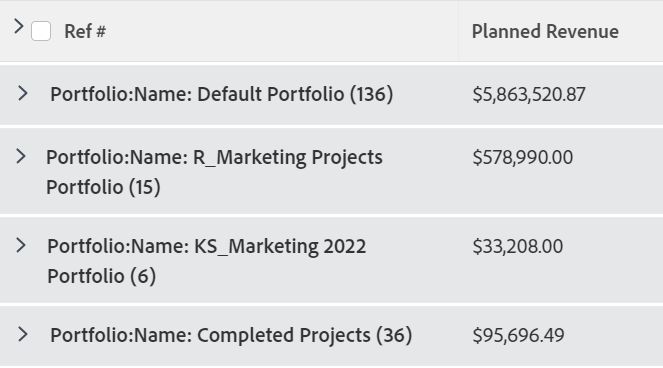 Ref # Planned Revenue
Portfolio:Name: Default Portfolio (136) $5,863,520.87
Portfolio:Name: R_Marketing Projects $578,990.00
Portfolio (15)
Portfolio:Name: KS_Marketing 2022 $33,208.00
Portfolio (6)
Portfolio:Name: Completed Projects (36) $95,696.49